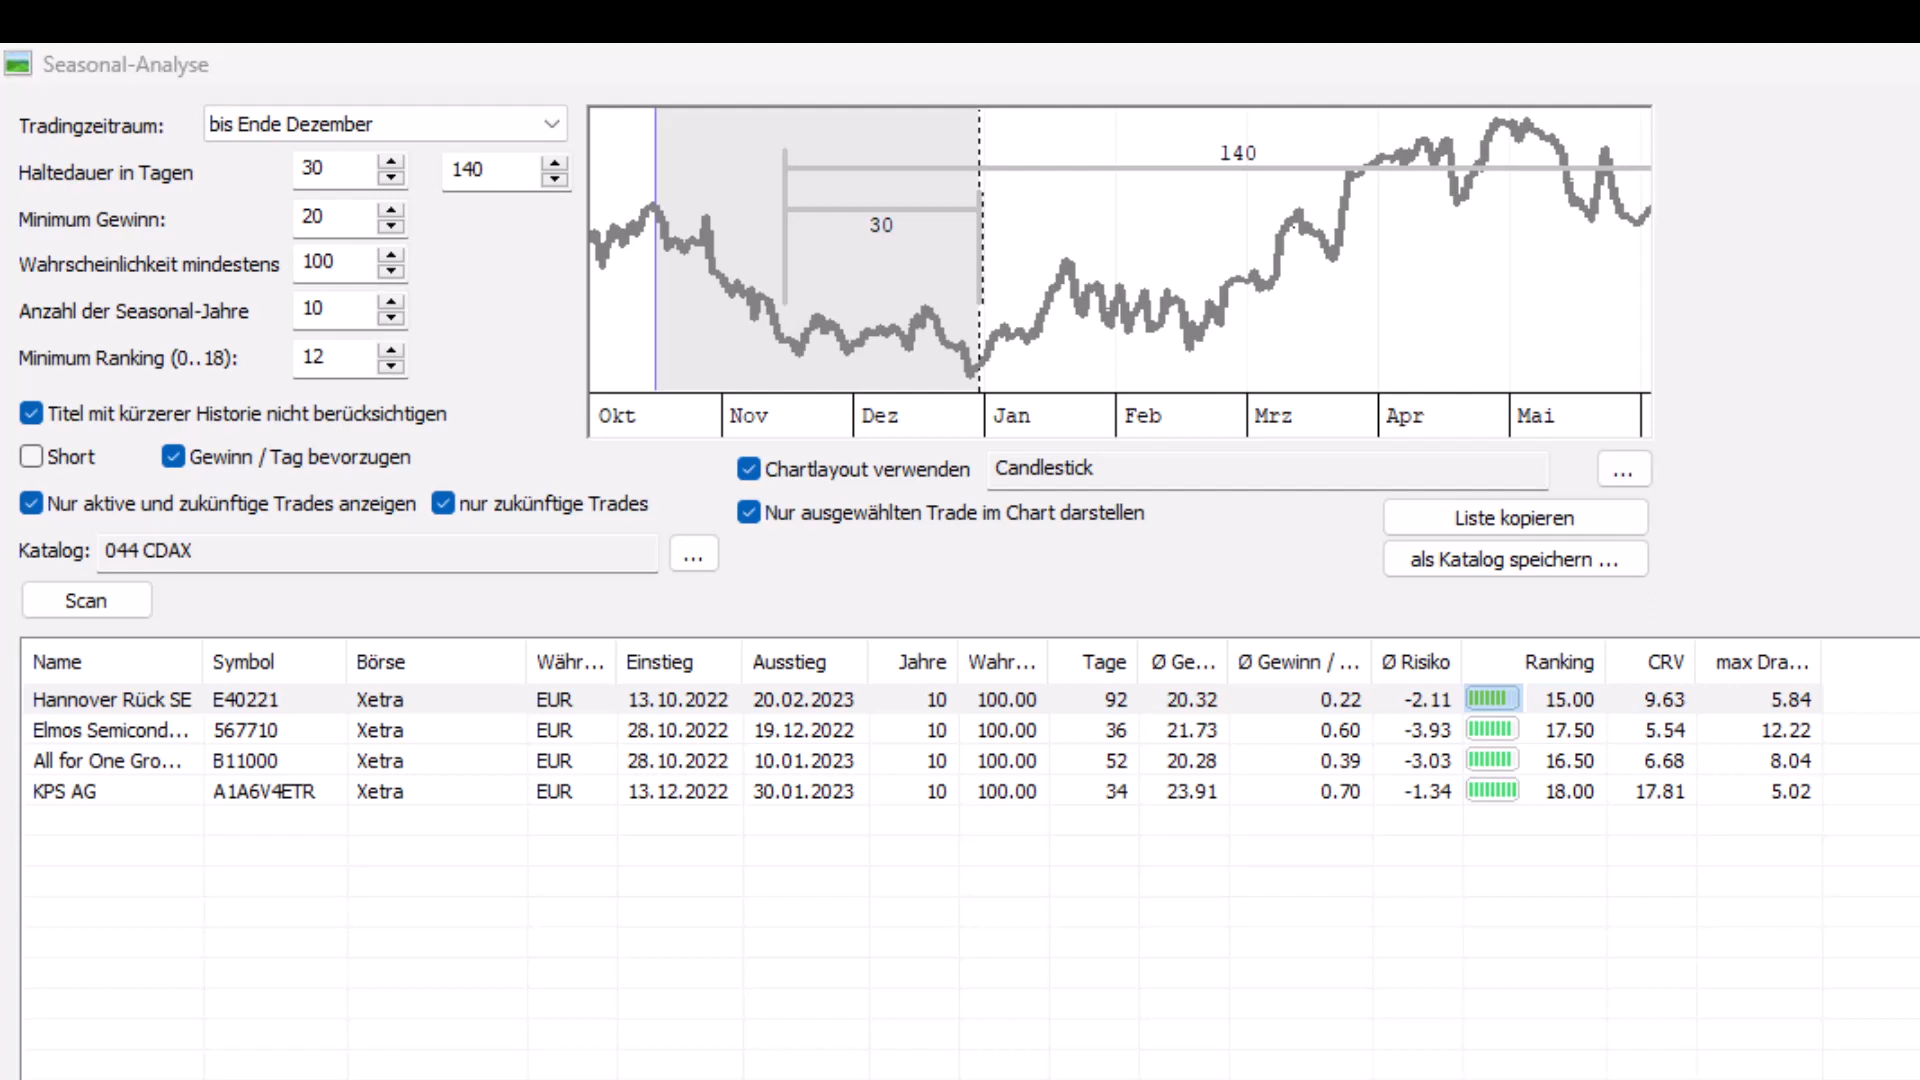 Seasonal-Analyse
Tradingzeitraum: bis Ende Dezember
Haltedauer in Tagen 30 140
Minimum Gewinn: 20
Wahrscheinlichkeit mindestens 100
Anzahl der Seasonal-Jahre 10
Minimum Ranking (0..18): 12
Titel mit kürzerer Historie nicht berücksichtigen
Short Gewinn / Tag bevorzugen
Nur aktive und zukünftige Trades anzeigen nur zukünftige Trades
Katalog: 044 CDAX ...
Scan
140
30
Okt Nov Dez Jan Feb Mrz Apr Mai
Chartlayout verwenden Candlestick ...
Nur ausgewählten Trade im Chart darstellen
Liste kopieren
als Katalog speichern ...
Name Symbol Börse Währ... Einstieg Ausstieg Jahre Wahr... Tage Ø Ge... Ø Gewinn / ... Ø Risiko Ranking CRV max Dra...
Hannover Rück SE E40221 Xetra EUR 13.10.2022 20.02.2023 10 100.00 92 20.32 0.22 -2.11 15.00 9.63 5.84
Elmos Semicond... 567710 Xetra EUR 28.10.2022 19.12.2022 10 100.00 36 21.73 0.60 -3.93 17.50 5.54 12.22
All for One Gro... B11000 Xetra EUR 28.10.2022 10.01.2023 10 100.00 52 20.28 0.39 -3.03 16.50 6.68 8.04
KPS AG A1A6V4ETR Xetra EUR 13.12.2022 30.01.2023 10 100.00 34 23.91 0.70 -1.34 18.00 17.81 5.02